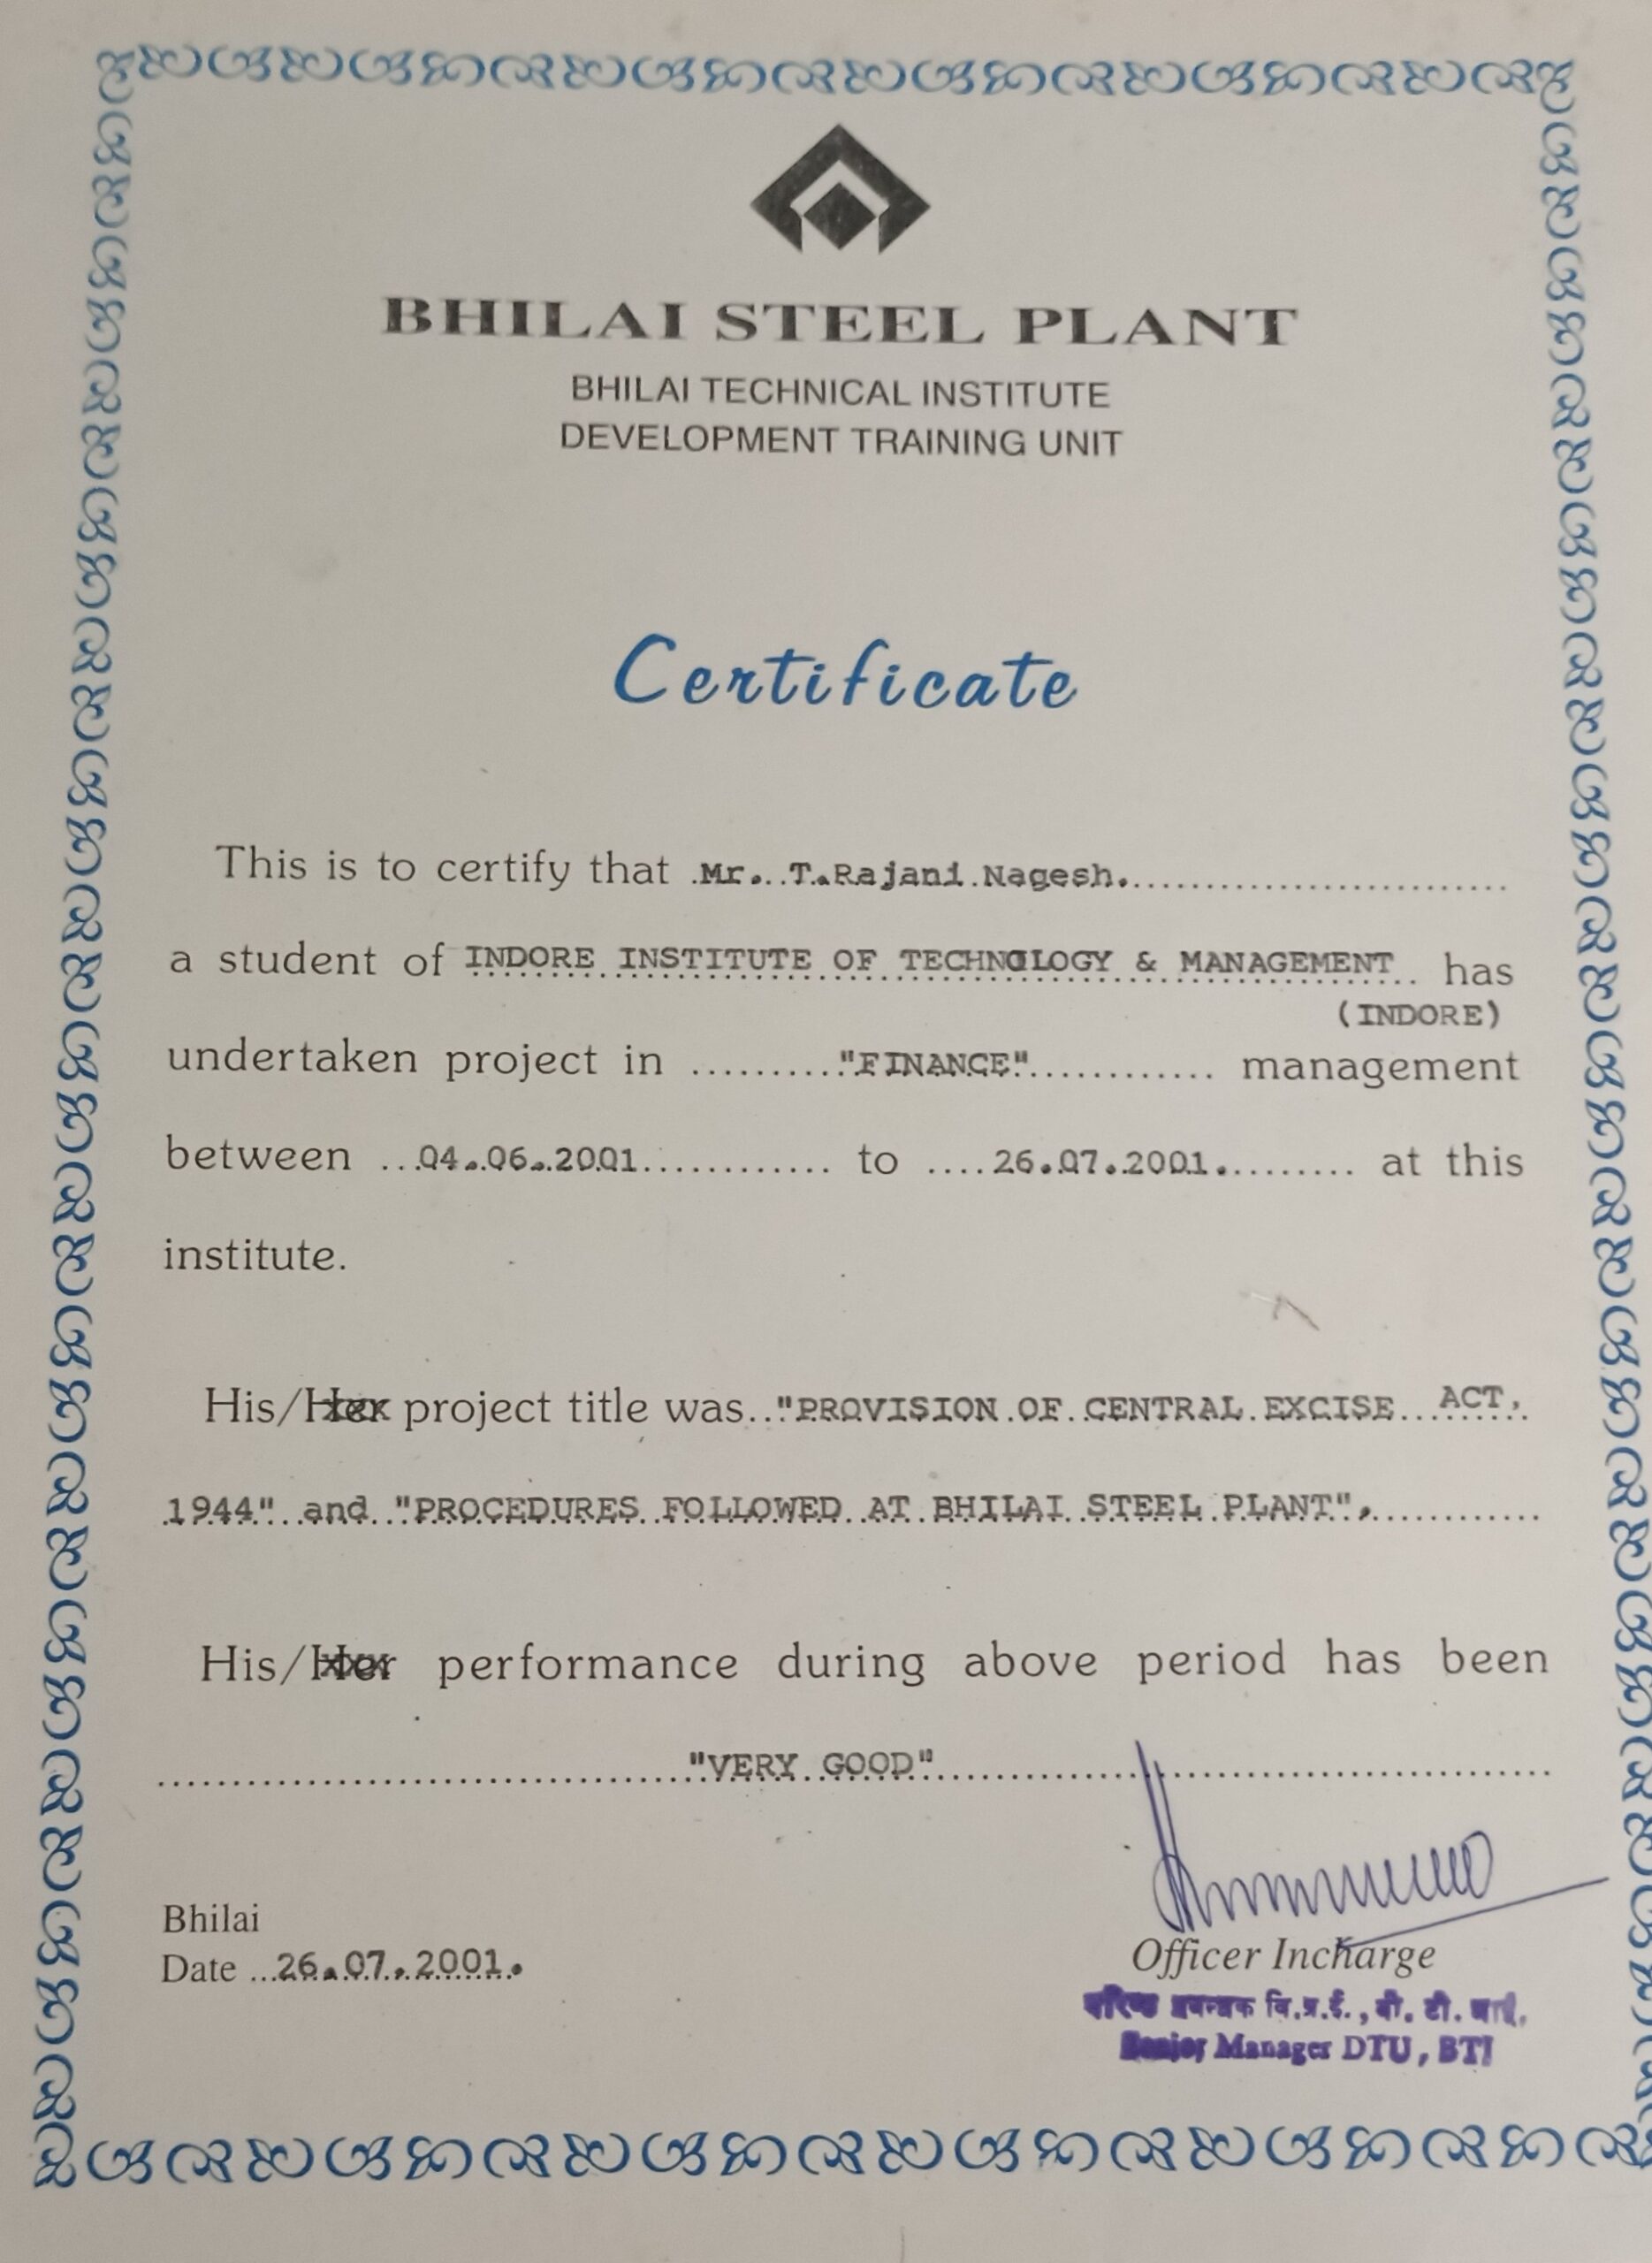 BHILAI STEEL PLANT
BHILAI TECHNICAL INSTITUTE
DEVELOPMENT TRAINING UNIT
Certificate
This is to certify that Mr. T.Rajani Nagesh.
a student of INDORE INSTITUTE OF TECHNOLOGY & MANAGEMENT has
(INDORE)
undertaken project in "FINANCE" management
between 04.06.2001 to 26.07.2001. at this
institute.
His/Her project title was "PROVISION OF CENTRAL EXCISE ACT,
1944" and "PROCEDURES FOLLOWED AT BHILAI STEEL PLANT".
His/Her performance during above period has been
"VERY GOOD"
Bhilai
Date 26.07.2001.
Officer Incharge
वरिष्ठ प्रबन्धक वि.प्र.ई., बी. टी. आई.
Senior Manager DTU, BTI